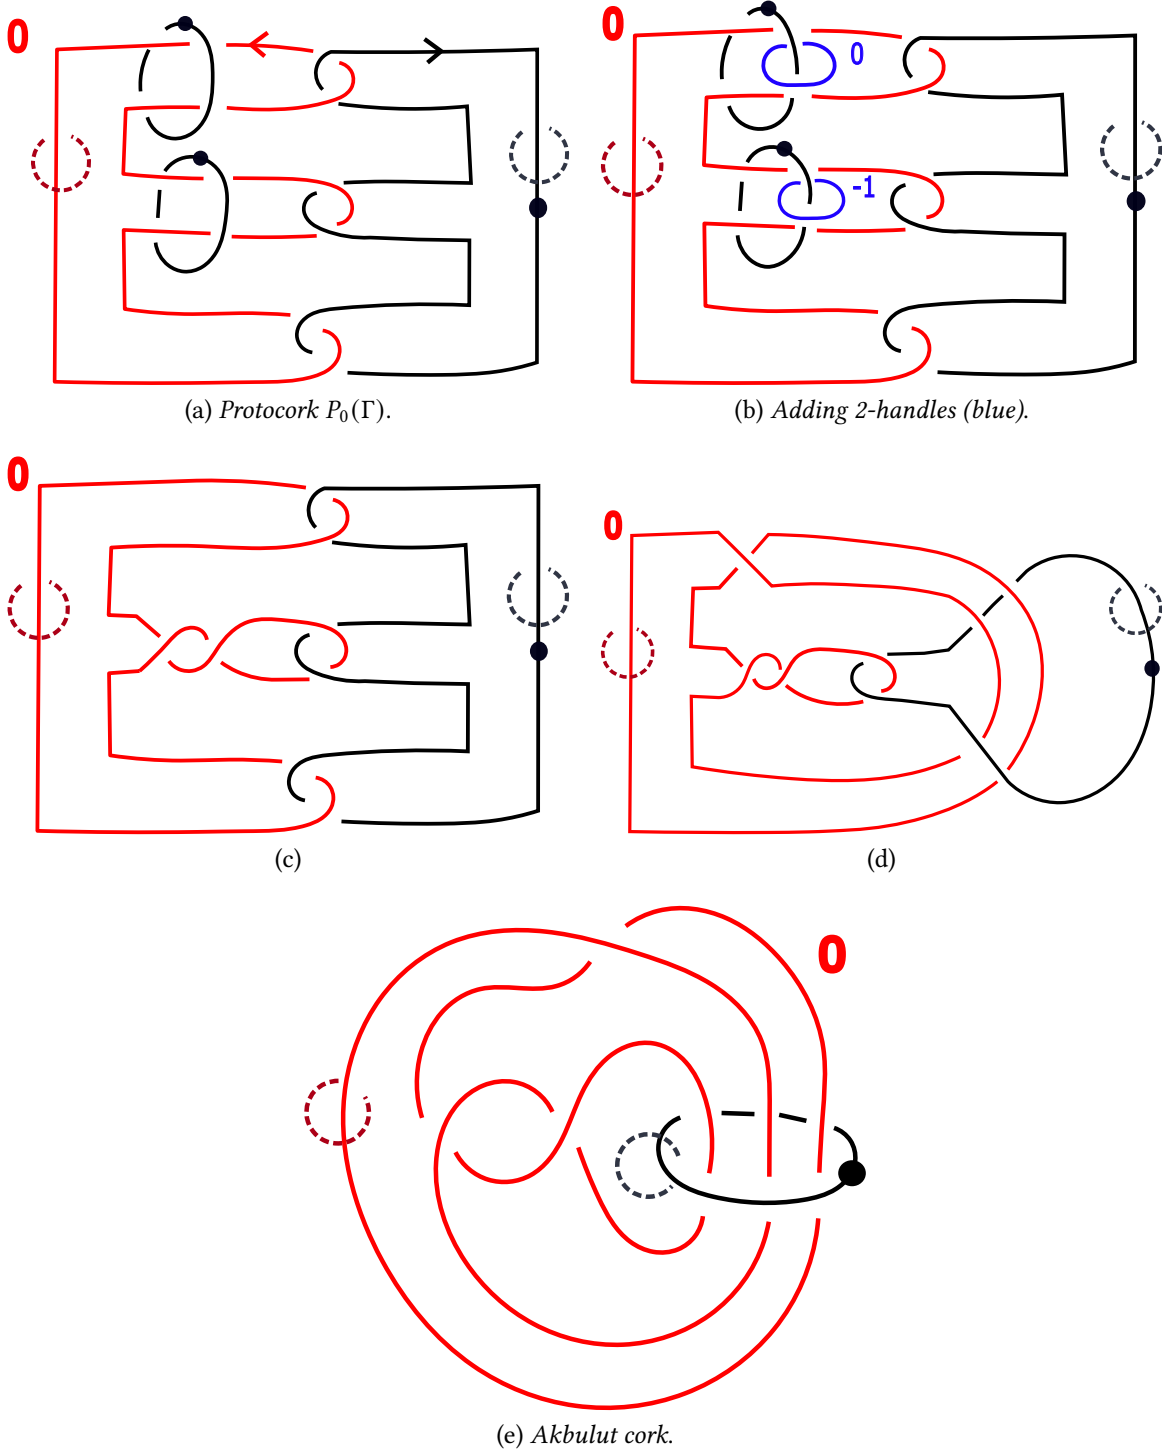 0
0
0
-1
(a) Protocork P₀(Γ).
(b) Adding 2-handles (blue).
0
0
(c)
(d)
0
(e) Akbulut cork.